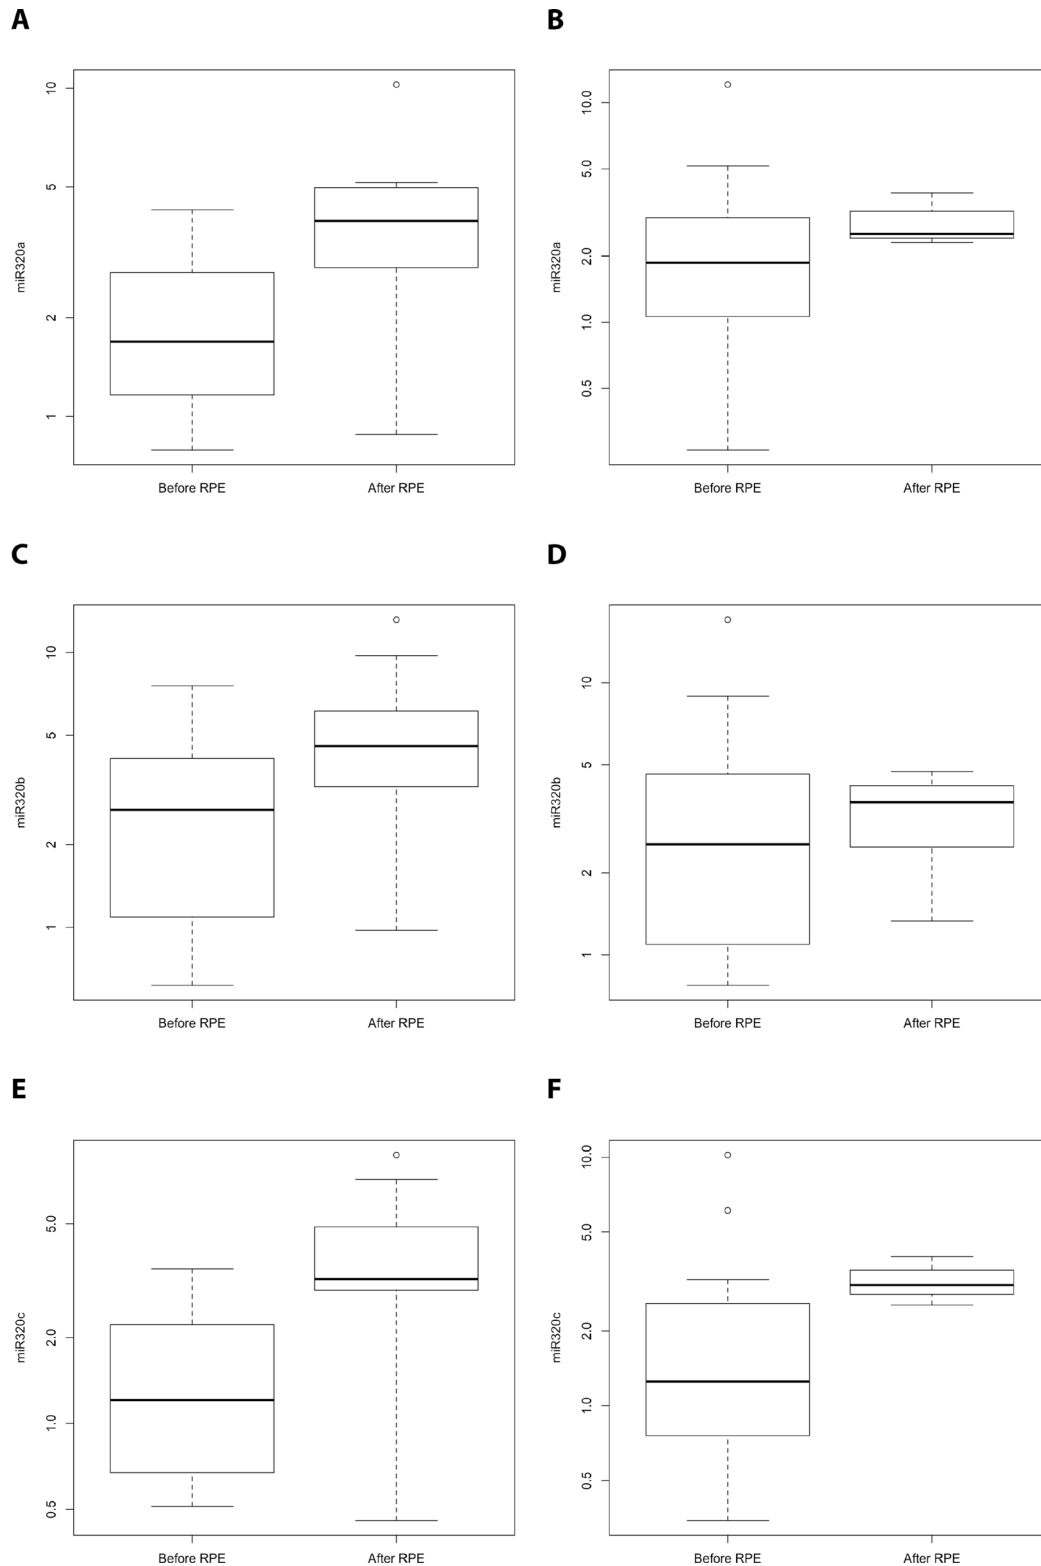 A
miR320a
10
5
2
1
Before RPE
After RPE
B
miR320a
10.0
5.0
2.0
1.0
0.5
Before RPE
After RPE
C
miR320b
10
5
2
1
Before RPE
After RPE
D
miR320b
10
5
2
1
Before RPE
After RPE
E
miR320c
5.0
2.0
1.0
0.5
Before RPE
After RPE
F
miR320c
10.0
5.0
2.0
1.0
0.5
Before RPE
After RPE